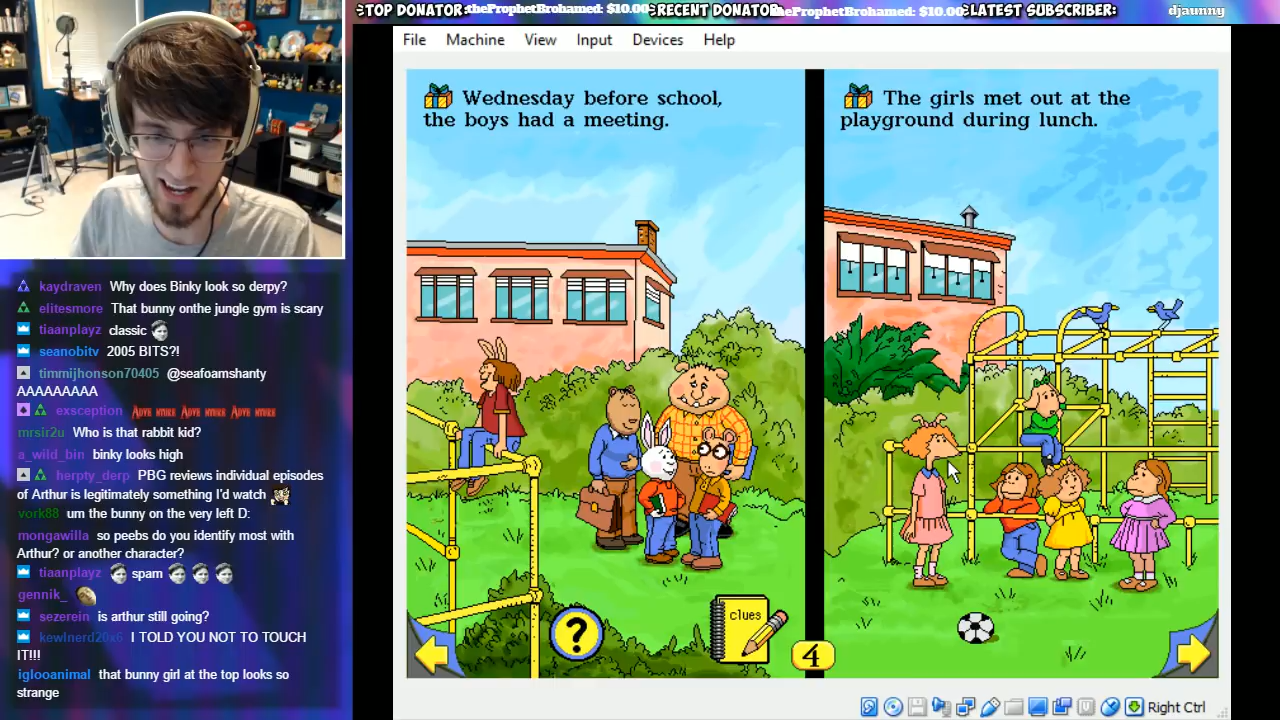 TOP DONATOR: theProphetBrohamed: $10.00 RECENT DONATOR: theProphetBrohamed: $10.00 LATEST SUBSCRIBER: djaunny
File Machine View Input Devices Help
Wednesday before school,
the boys had a meeting.
The girls met out at the
playground during lunch.
clues
?
4
kaydraven Why does Binky look so derpy?
elitesmore That bunny onthe jungle gym is scary
tiaanplayz classic
seanobitv 2005 BITS?!
timmijhonson70405 @seafoamshanty
AAAAAAAAA
exsception
mrsir2u Who is that rabbit kid?
a_wild_bin binky looks high
herpty_derp PBG reviews individual episodes
of Arthur is legitimately something I'd watch
vork88 um the bunny on the very left D:
mongawilla so peebs do you identify most with
Arthur? or another character?
tiaanplayz spam
gennik_
sezerein is arthur still going?
kewlnerd20x6 I TOLD YOU NOT TO TOUCH
IT!!!
iglooanimal that bunny girl at the top looks so
strange
Right Ctrl